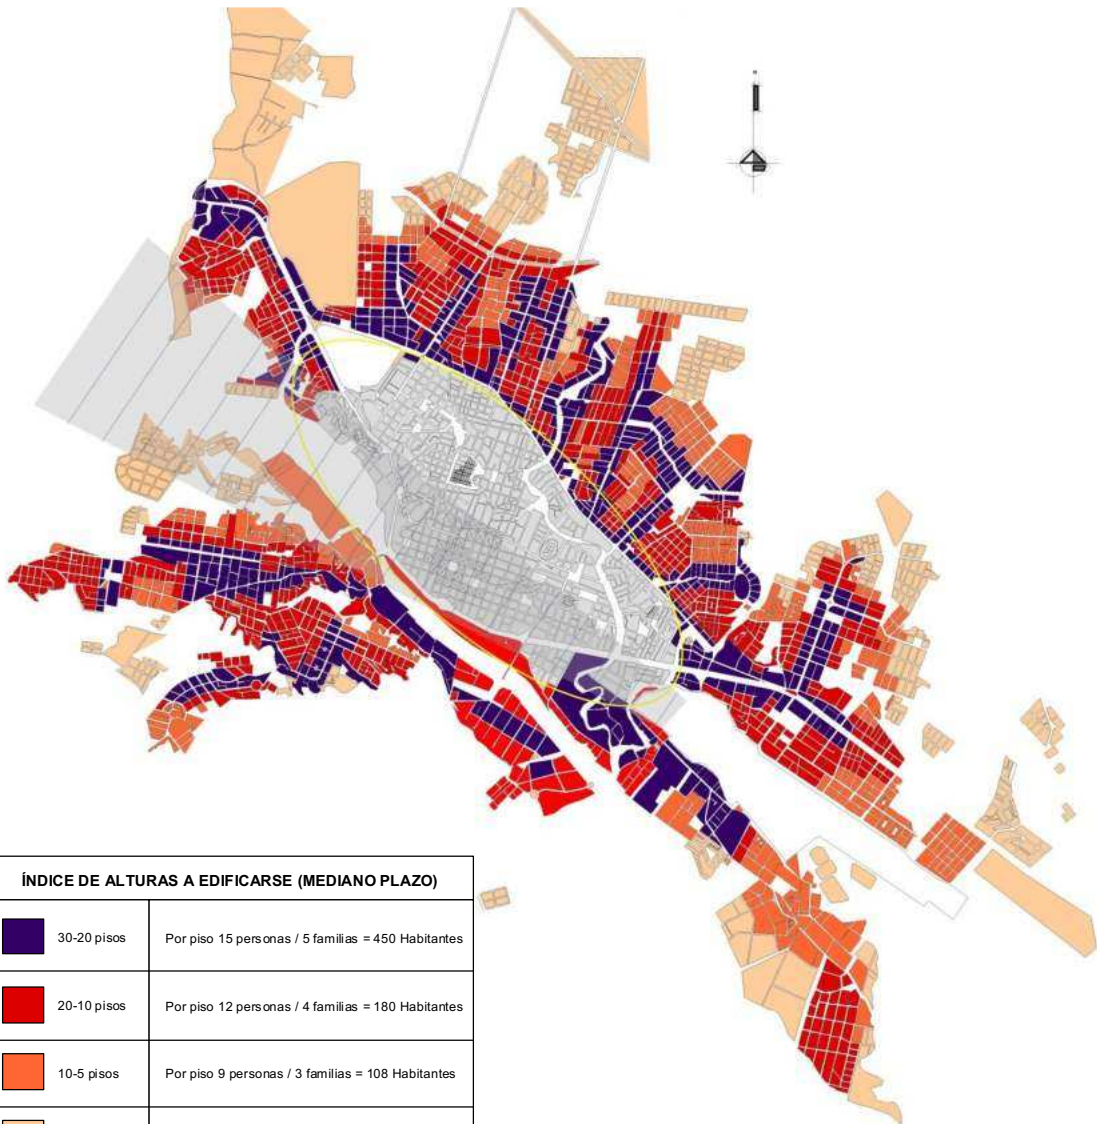 ÍNDICE DE ALTURAS A EDIFICARSE (MEDIANO PLAZO)
30-20 pisos
Por piso 15 personas / 5 familias = 450 Habitantes
20-10 pisos
Por piso 12 personas / 4 familias = 180 Habitantes
10-5 pisos
Por piso 9 personas / 3 familias = 108 Habitantes